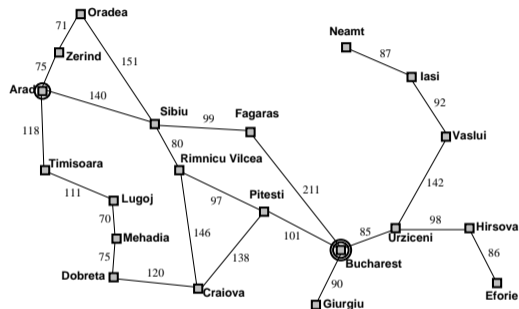 Oradea
71
Neamt
Zerind
87
75
151
Iasi
Arad
140
92
Sibiu
Fagaras
99
118
80
Vaslui
Timisoara
Rimnicu Vilcea
111
211
142
Lugoj
97
Pitesti
70
98
146
85
Hirsova
Mehadia
101
Urziceni
138
86
75
Bucharest
120
90
Dobreta
Craiova
Eforie
Giurgiu